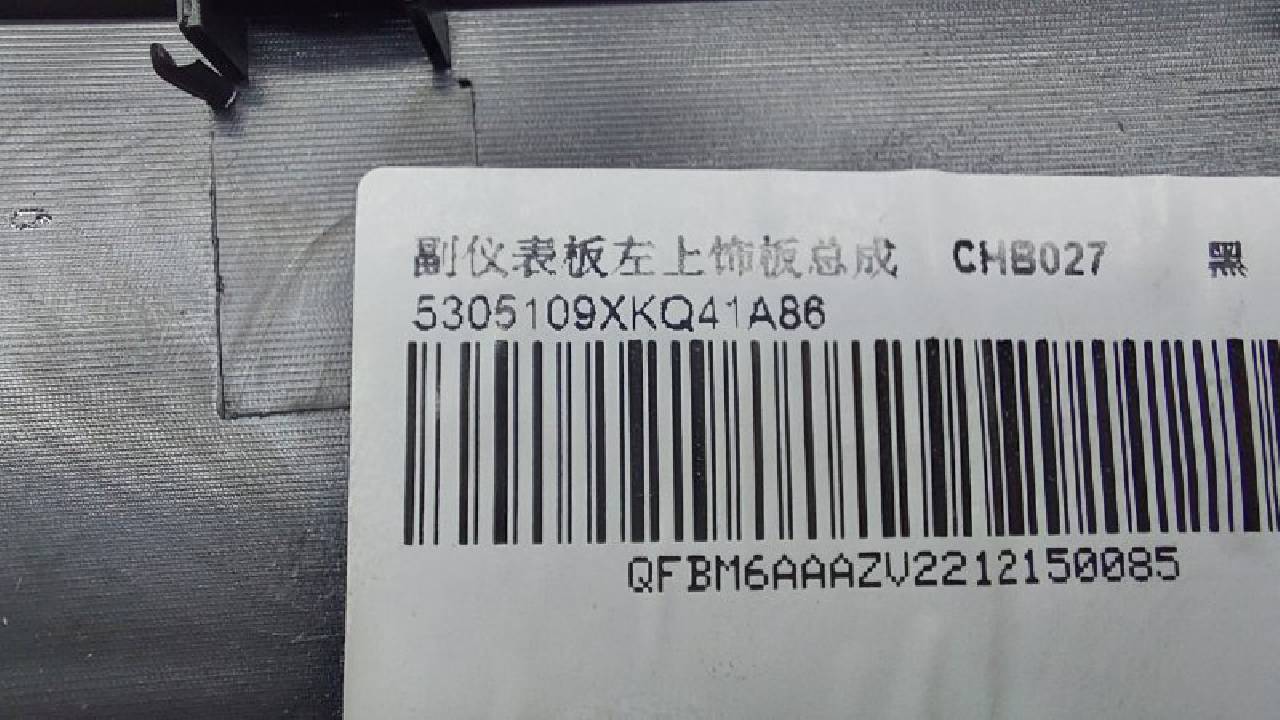 副仪表板左上饰板总成 CHB027 黑
5305109XKQ41A86
QFBM6AAAZV2212150085